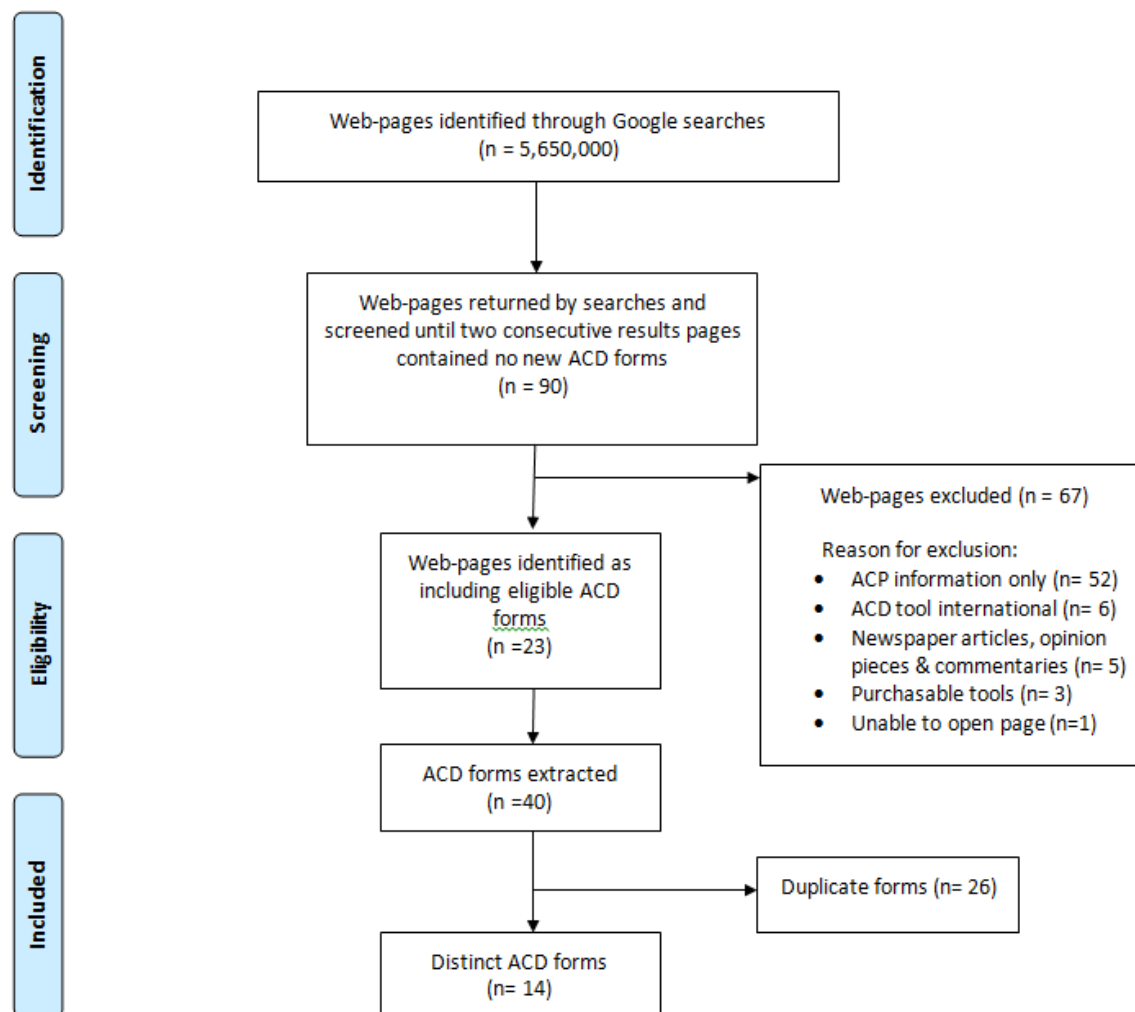 Identification
Web-pages identified through Google searches
(n = 5,650,000)
Screening
Web-pages returned by searches and
screened until two consecutive results pages
contained no new ACD forms
(n = 90)
Web-pages excluded (n = 67)
Reason for exclusion:
• ACP information only (n= 52)
• ACD tool international (n= 6)
• Newspaper articles, opinion
pieces & commentaries (n= 5)
• Purchasable tools (n= 3)
• Unable to open page (n=1)
Eligibility
Web-pages identified as
including eligible ACD
forms
(n =23)
ACD forms extracted
(n =40)
Included
Duplicate forms (n= 26)
Distinct ACD forms
(n= 14)